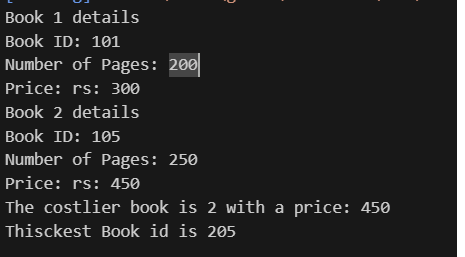 Book 1 details
Book ID: 101
Number of Pages: 200
Price: rs: 300
Book 2 details
Book ID: 105
Number of Pages: 250
Price: rs: 450
The costlier book is 2 with a price: 450
Thisckest Book id is 205